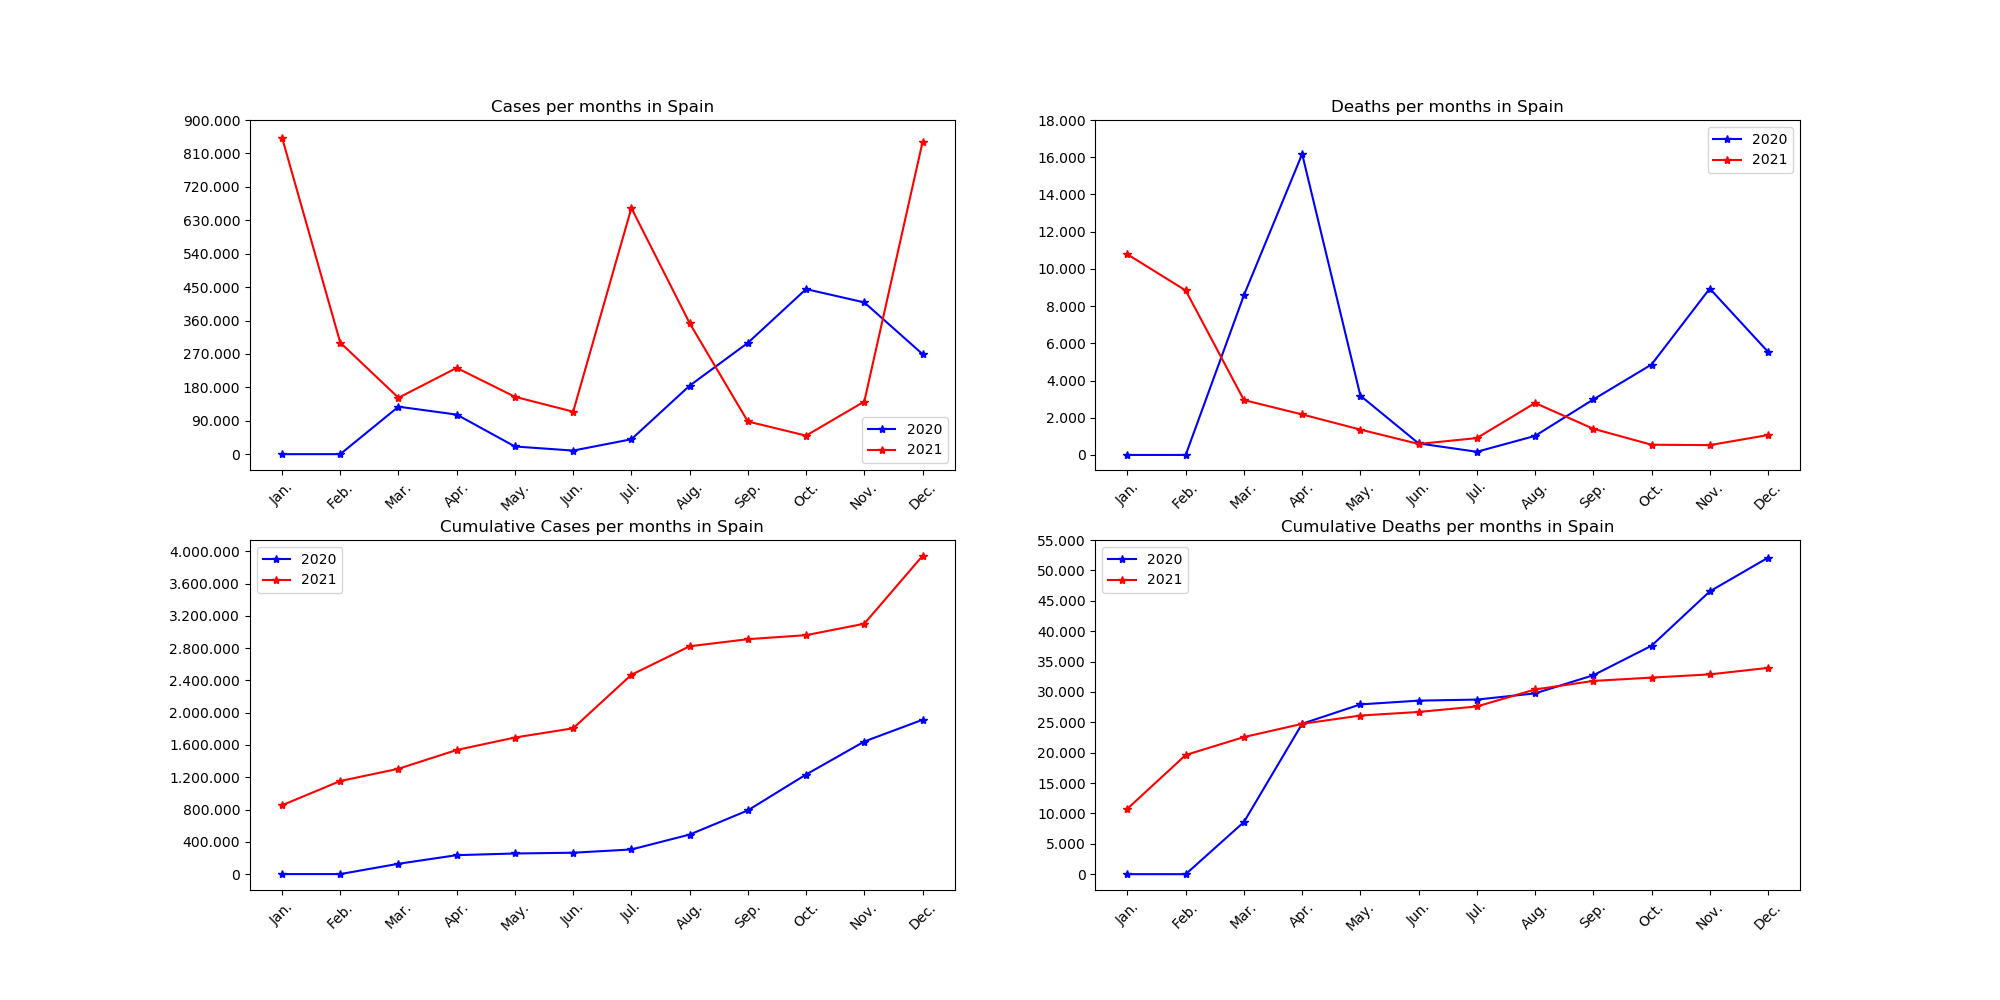 Cases per months in Spain
900.000
810.000
720.000
630.000
540.000
450.000
360.000
270.000
180.000
90.000
0
2020
2021
Jan.
Feb.
Mar.
Apr.
May.
Jun.
Jul.
Aug.
Sep.
Oct.
Nov.
Dec.
Deaths per months in Spain
18.000
16.000
14.000
12.000
10.000
8.000
6.000
4.000
2.000
0
2020
2021
Jan.
Feb.
Mar.
Apr.
May.
Jun.
Jul.
Aug.
Sep.
Oct.
Nov.
Dec.
Cumulative Cases per months in Spain
4.000.000
3.600.000
3.200.000
2.800.000
2.400.000
2.000.000
1.600.000
1.200.000
800.000
400.000
0
2020
2021
Jan.
Feb.
Mar.
Apr.
May.
Jun.
Jul.
Aug.
Sep.
Oct.
Nov.
Dec.
Cumulative Deaths per months in Spain
55.000
50.000
45.000
40.000
35.000
30.000
25.000
20.000
15.000
10.000
5.000
0
2020
2021
Jan.
Feb.
Mar.
Apr.
May.
Jun.
Jul.
Aug.
Sep.
Oct.
Nov.
Dec.